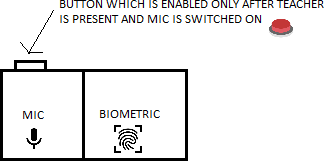 BUTTON WHICH IS ENABLED ONLY AFTER TEACHER
IS PRESENT AND MIC IS SWITCHED ON
MIC
BIOMETRIC